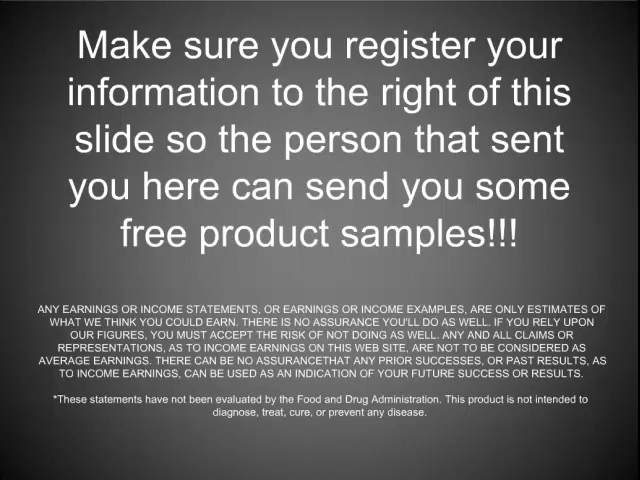 Make sure you register your
information to the right of this
slide so the person that sent
you here can send you some
free product samples!!!
ANY EARNINGS OR INCOME STATEMENTS, OR EARNINGS OR INCOME EXAMPLES, ARE ONLY ESTIMATES OF
WHAT WE THINK YOU COULD EARN. THERE IS NO ASSURANCE YOU'LL DO AS WELL. IF YOU RELY UPON
OUR FIGURES, YOU MUST ACCEPT THE RISK OF NOT DOING AS WELL. ANY AND ALL CLAIMS OR
REPRESENTATIONS, AS TO INCOME EARNINGS ON THIS WEB SITE, ARE NOT TO BE CONSIDERED AS
AVERAGE EARNINGS. THERE CAN BE NO ASSURANCETHAT ANY PRIOR SUCCESSES, OR PAST RESULTS, AS
TO INCOME EARNINGS, CAN BE USED AS AN INDICATION OF YOUR FUTURE SUCCESS OR RESULTS.
*These statements have not been evaluated by the Food and Drug Administration. This product is not intended to
diagnose, treat, cure, or prevent any disease.